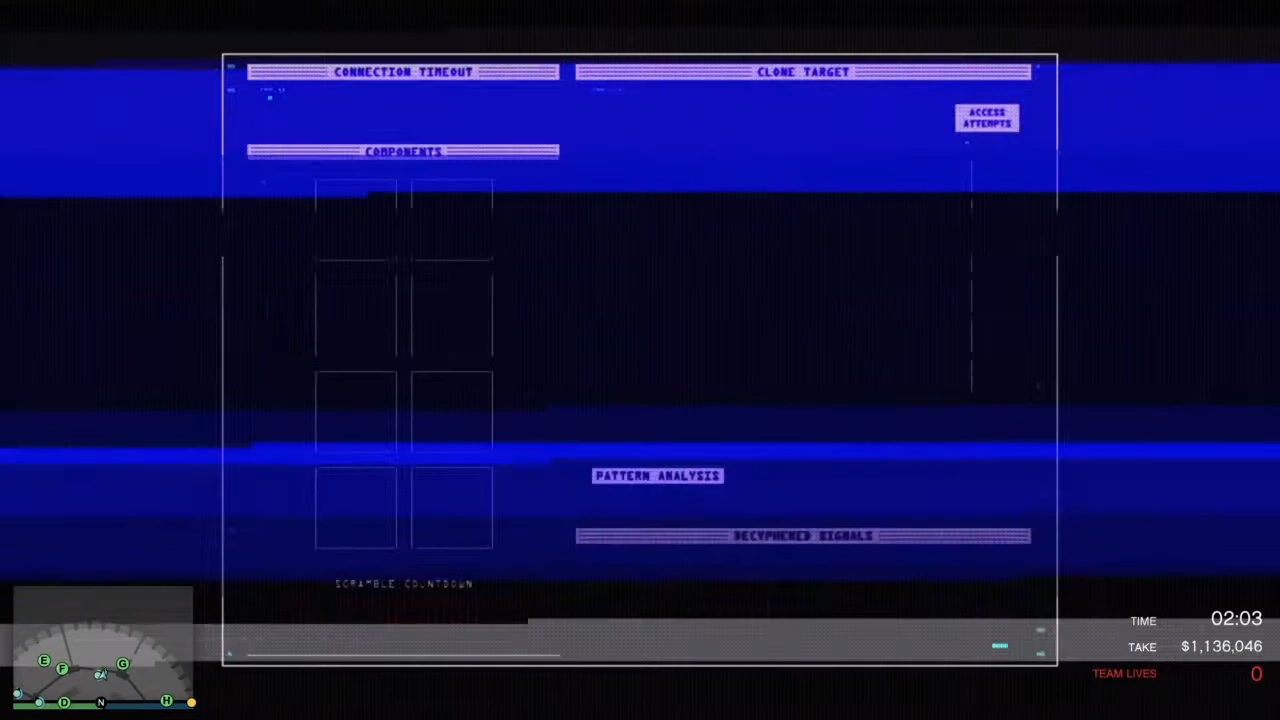 CONNECTION TIMEOUT
CLONE TARGET
ACCESS
ATTEMPTS
COMPONENTS
PATTERN ANALYSIS
DECYPHERED SIGNALS
SCRAMBLE COUNTDOWN
TIME 02:03
TAKE $1,136,046
TEAM LIVES 0
E
F
G
D
N
H